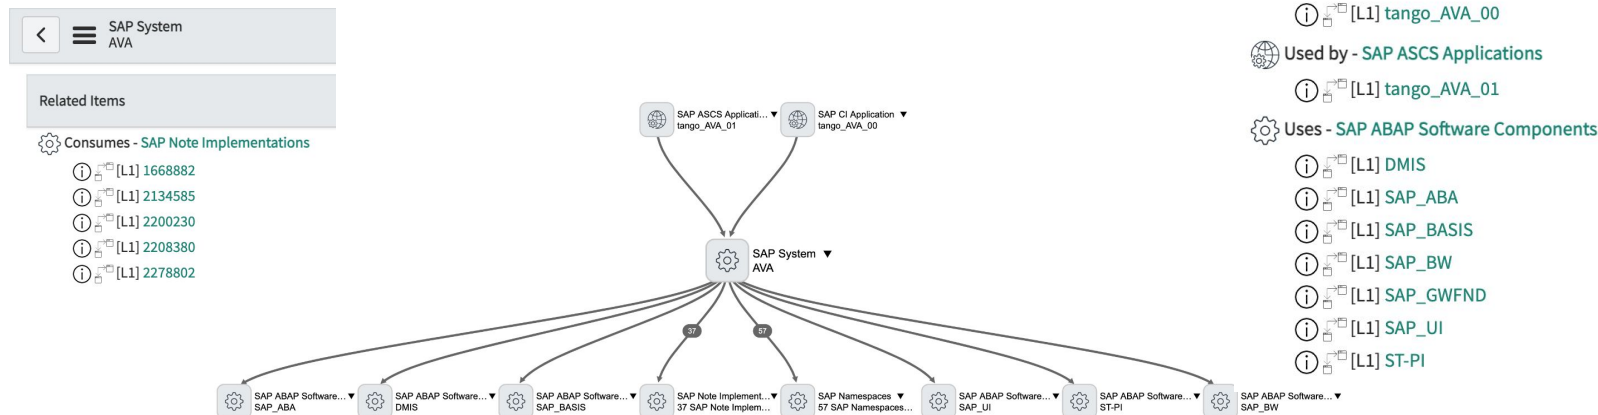 SAP System
AVA
Related Items
Consumes - SAP Note Implementations
[L1] 1668882
[L1] 2134585
[L1] 2200230
[L1] 2208380
[L1] 2278802
SAP ASCS Applicati...
tango_AVA_01
SAP CI Application
tango_AVA_00
SAP System
AVA
37
57
SAP ABAP Software...
SAP_ABA
SAP ABAP Software...
DMIS
SAP ABAP Software...
SAP_BASIS
SAP Note Implement...
37 SAP Note Implem...
SAP Namespaces
57 SAP Namespaces...
SAP ABAP Software...
SAP_UI
SAP ABAP Software...
ST-PI
SAP ABAP Software...
SAP_BW
[L1] tango_AVA_00
Used by - SAP ASCS Applications
[L1] tango_AVA_01
Uses - SAP ABAP Software Components
[L1] DMIS
[L1] SAP_ABA
[L1] SAP_BASIS
[L1] SAP_BW
[L1] SAP_GWFND
[L1] SAP_UI
[L1] ST-PI